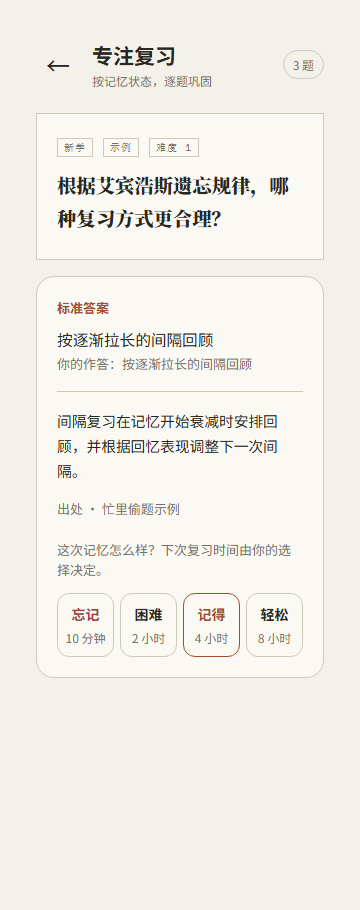 ←
专注复习
按记忆状态，逐题巩固
3 题
新学 示例 难度 1
根据艾宾浩斯遗忘规律，哪
种复习方式更合理？
标准答案
按逐渐拉长的间隔回顾
你的作答：按逐渐拉长的间隔回顾
间隔复习在记忆开始衰减时安排回
顾，并根据回忆表现调整下一次间
隔。
出处 · 忙里偷题示例
这次记忆怎么样？下次复习时间由你的选
择决定。
忘记 困难 记得 轻松
10 分钟 2 小时 4 小时 8 小时